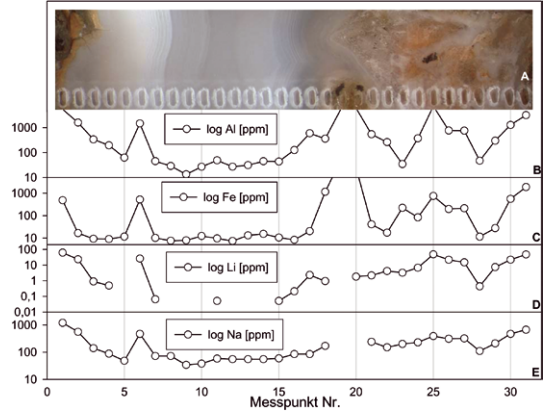 A
1000
100
10
log Al [ppm]
B
1000
100
10
log Fe [ppm]
C
100
10
1
0,1
0,01
log Li [ppm]
D
1000
100
10
log Na [ppm]
E
0 5 10 15 20 25 30
Messpunkt Nr.